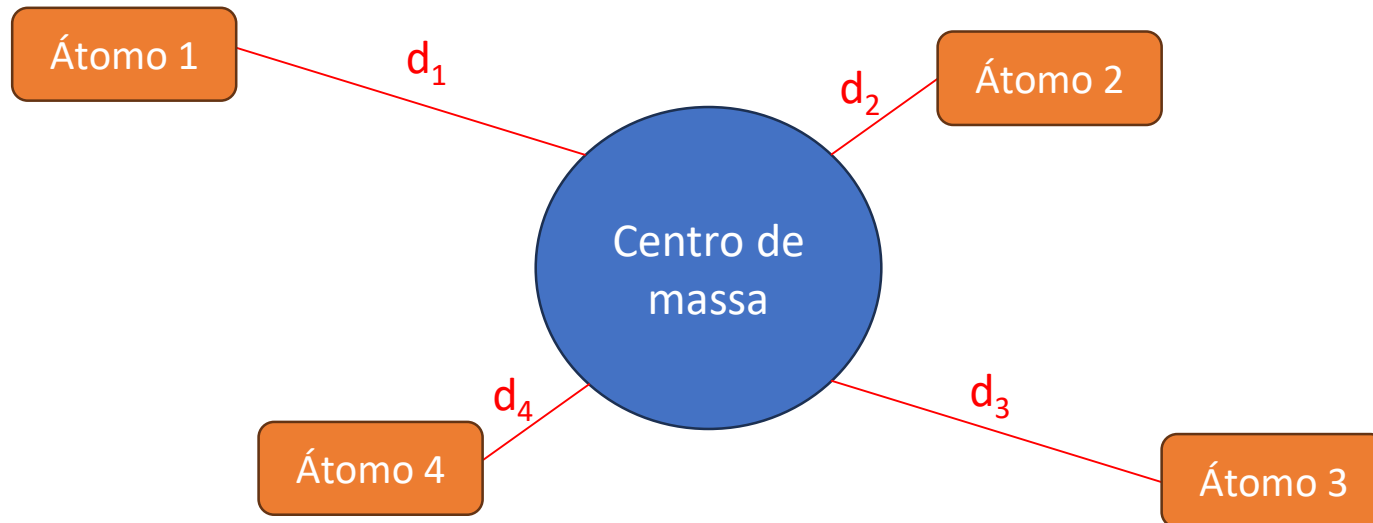 Átomo 1
d₁
d₂
Átomo 2
Centro de
massa
d₄
d₃
Átomo 4
Átomo 3